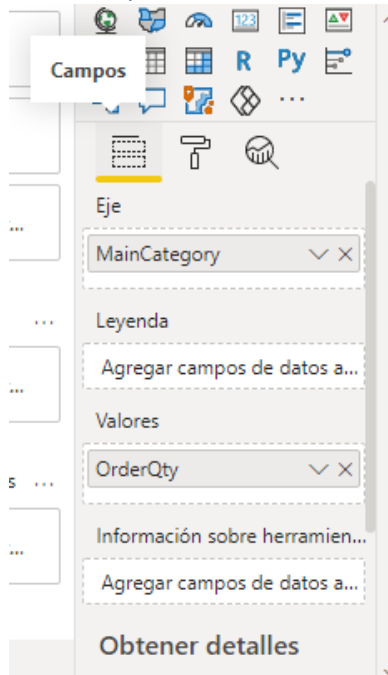 123
R Py
Campos
...
Eje
MainCategory
...
Leyenda
...
Agregar campos de datos a...
...
Valores
OrderQty
s ...
Información sobre herramien...
Agregar campos de datos a...
...
Obtener detalles